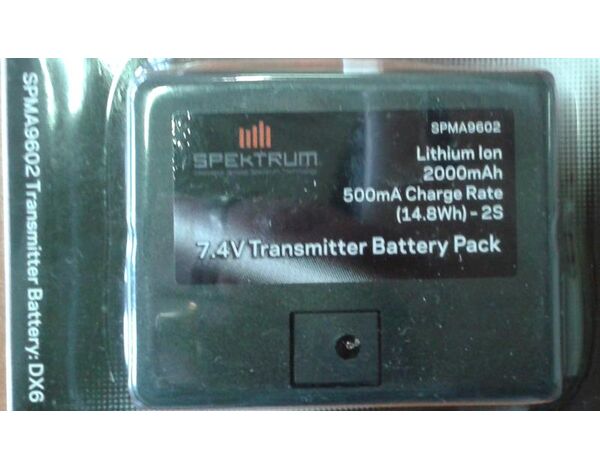 SPMA9602 Transmitter Battery: DX6
SPEKTRUM
SPMA9602
Lithium Ion
2000mAh
500mA Charge Rate
(14.8Wh) - 2S
7.4V Transmitter Battery Pack